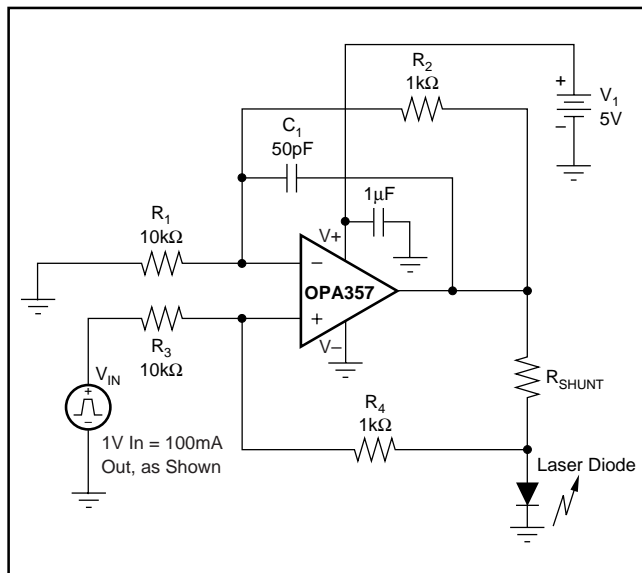 R2
1kΩ
+
V1
5V
−
C1
50pF
1µF
R1
10kΩ
V+
−
OPA357
+
V−
R3
10kΩ
VIN
+
−
RSHUNT
R4
1kΩ
1V In = 100mA
Out, as Shown
Laser Diode